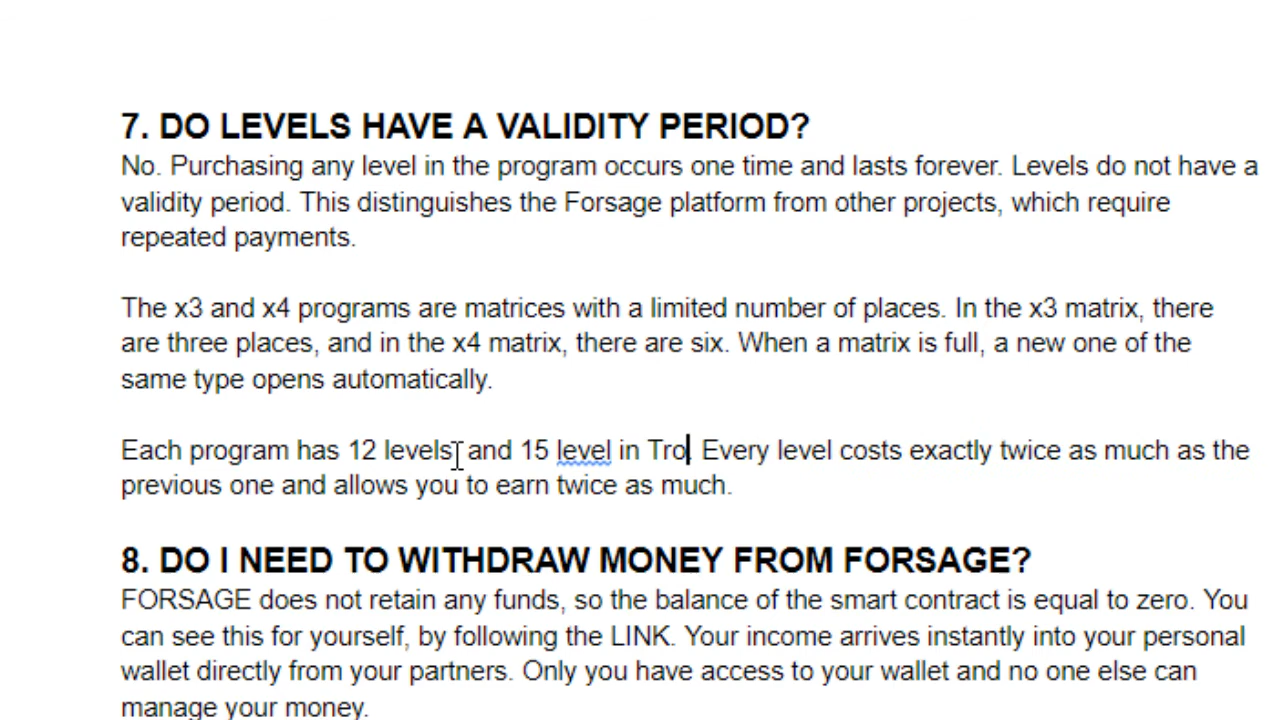 7. DO LEVELS HAVE A VALIDITY PERIOD?
No. Purchasing any level in the program occurs one time and lasts forever. Levels do not have a
validity period. This distinguishes the Forsage platform from other projects, which require
repeated payments.
The x3 and x4 programs are matrices with a limited number of places. In the x3 matrix, there
are three places, and in the x4 matrix, there are six. When a matrix is full, a new one of the
same type opens automatically.
Each program has 12 levels and 15 level in Tro. Every level costs exactly twice as much as the
previous one and allows you to earn twice as much.
8. DO I NEED TO WITHDRAW MONEY FROM FORSAGE?
FORSAGE does not retain any funds, so the balance of the smart contract is equal to zero. You
can see this for yourself, by following the LINK. Your income arrives instantly into your personal
wallet directly from your partners. Only you have access to your wallet and no one else can
manage your money.